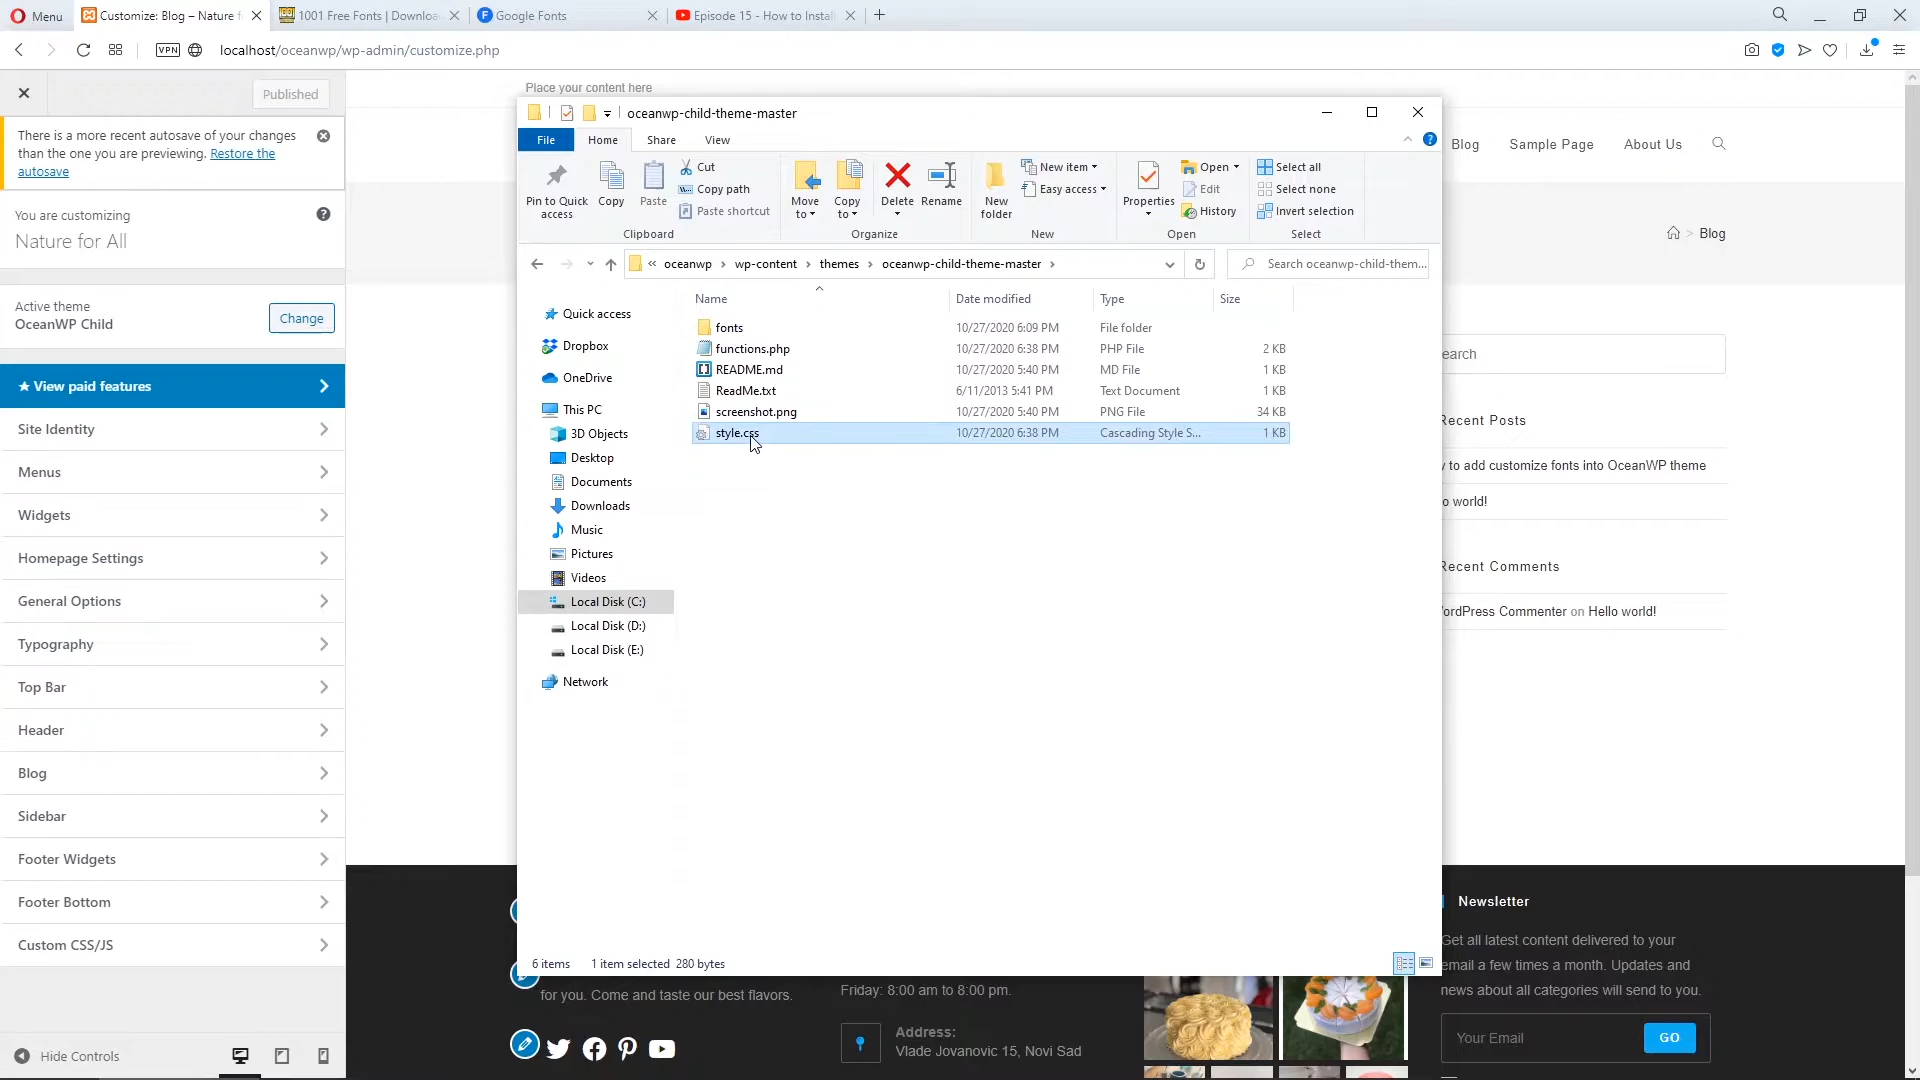 Menu
Customize: Blog – Nature f
1001 Free Fonts | Downloa
Google Fonts
Episode 15 - How to Instal
VPN
localhost/oceanwp/wp-admin/customize.php
Published
There is a more recent autosave of your changes
than the one you are previewing. Restore the
autosave
You are customizing
Nature for All
Active theme
OceanWP Child
Change
View paid features
Site Identity
Menus
Widgets
Homepage Settings
General Options
Typography
Top Bar
Header
Blog
Sidebar
Footer Widgets
Footer Bottom
Custom CSS/JS
Hide Controls
Place your content here
oceanwp-child-theme-master
File
Home
Share
View
Pin to Quick
access
Copy
Paste
Cut
Copy path
Paste shortcut
Clipboard
Move
to
Copy
to
Delete
Rename
Organize
New
folder
New item
Easy access
New
Properties
Open
Edit
History
Open
Select all
Select none
Invert selection
Select
« oceanwp › wp-content › themes › oceanwp-child-theme-master ›
Search oceanwp-child-them...
Quick access
Dropbox
OneDrive
This PC
3D Objects
Desktop
Documents
Downloads
Music
Pictures
Videos
Local Disk (C:)
Local Disk (D:)
Local Disk (E:)
Network
Name Date modified Type Size
fonts 10/27/2020 6:09 PM File folder
functions.php 10/27/2020 6:38 PM PHP File 2 KB
README.md 10/27/2020 5:40 PM MD File 1 KB
ReadMe.txt 6/11/2013 5:41 PM Text Document 1 KB
screenshot.png 10/27/2020 5:40 PM PNG File 34 KB
style.css 10/27/2020 6:38 PM Cascading Style S... 1 KB
6 items 1 item selected 280 bytes
Blog
Sample Page
About Us
> Blog
earch
Recent Posts
v to add customize fonts into OceanWP theme
o world!
Recent Comments
ordPress Commenter on Hello world!
for you. Come and taste our best flavors.
Friday: 8:00 am to 8:00 pm.
Address:
Vlade Jovanovic 15, Novi Sad
Newsletter
Get all latest content delivered to your
email a few times a month. Updates and
news about all categories will send to you.
Your Email
GO